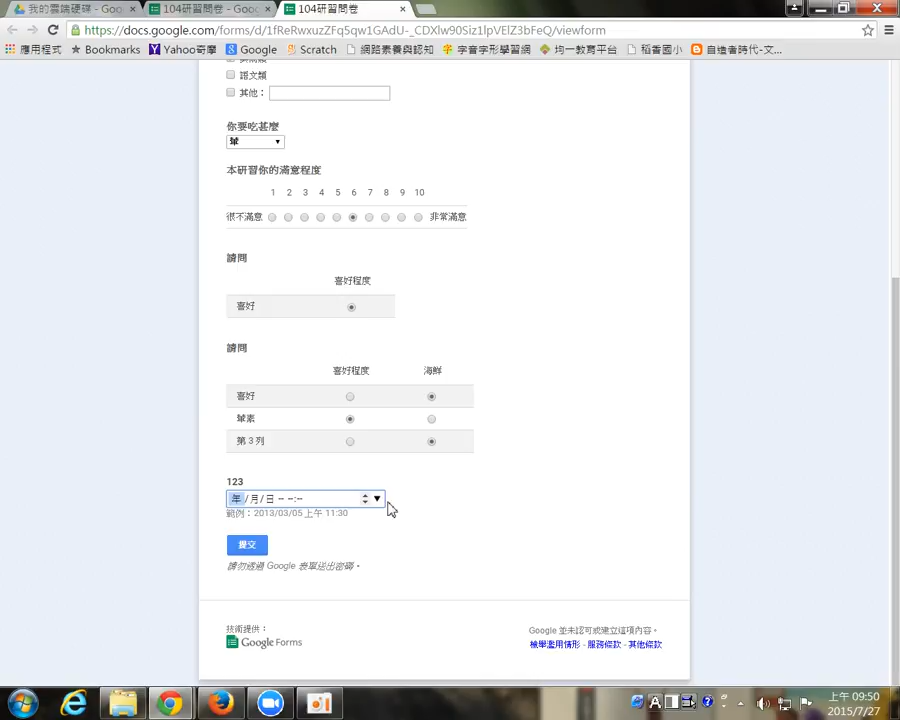 我的雲端硬碟 - Goo
104研習問卷 - Google
104研習問卷
https://docs.google.com/forms/d/1fReRwxuzZFq5qw1GAdU-_CDXlw90Siz1lpVElZ3bFeQ/viewform
應用程式 Bookmarks Yahoo奇摩 Google Scratch 網路素養與認知 字音字形學習網 均一教育平台 稻香國小 自造者時代-文...
語文類
其他：
你要吃甚麼
葷
本研習你的滿意程度
1 2 3 4 5 6 7 8 9 10
很不滿意 非常滿意
請問
喜好程度
喜好
請問
喜好程度 海鮮
喜好
葷素
第 3 列
123
年 /月/日 -- --:--
範例：2013/03/05 上午 11:30
提交
請勿透過 Google 表單送出密碼。
技術提供：
Google Forms
Google 並未認可或建立這項內容。
檢舉濫用情形 - 服務條款 - 其他條款
上午 09:50
2015/7/27